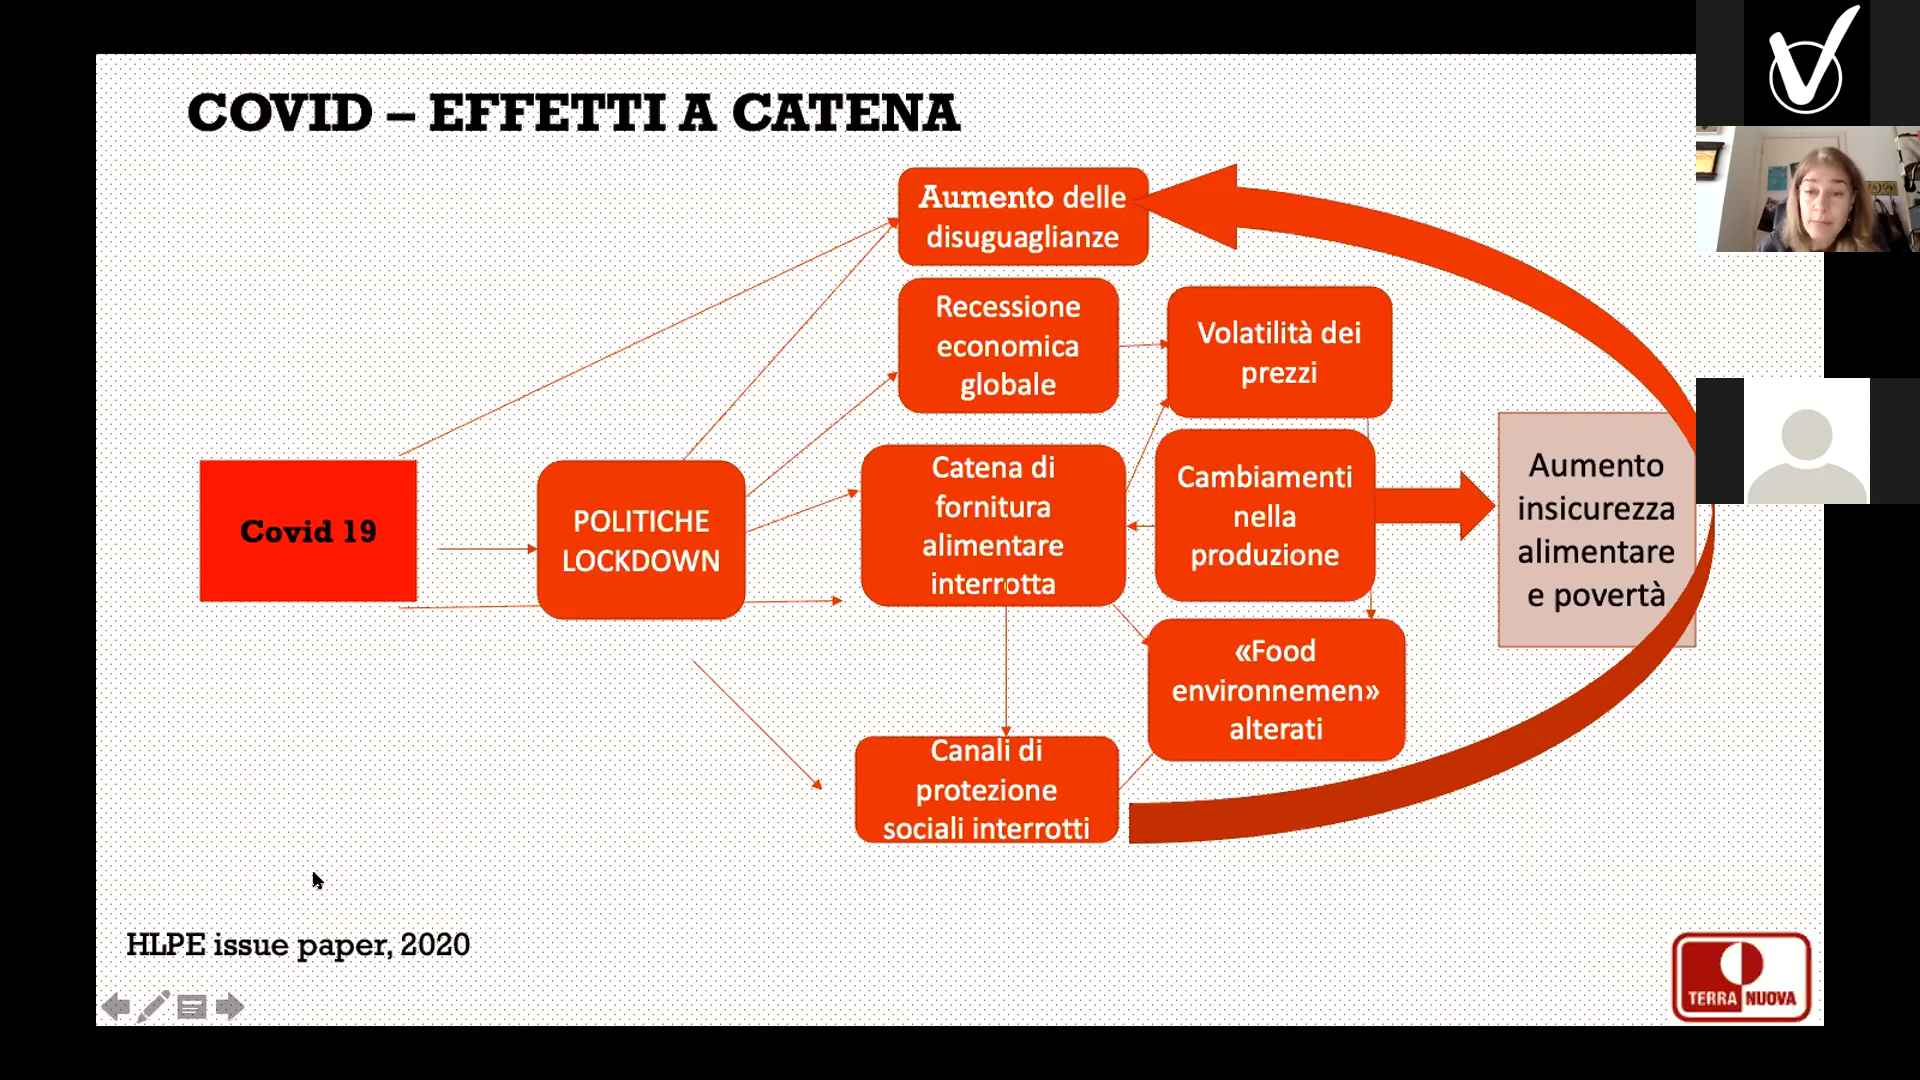 COVID – EFFETTI A CATENA
Aumento delle
disuguaglianze
Recessione
economica
globale
Volatilità dei
prezzi
Covid 19
POLITICHE
LOCKDOWN
Catena di
fornitura
alimentare
interrotta
Cambiamenti
nella
produzione
Aumento
insicurezza
alimentare
e povertà
«Food
environnemen»
alterati
Canali di
protezione
sociali interrotti
HLPE issue paper, 2020
TERRA NUOVA